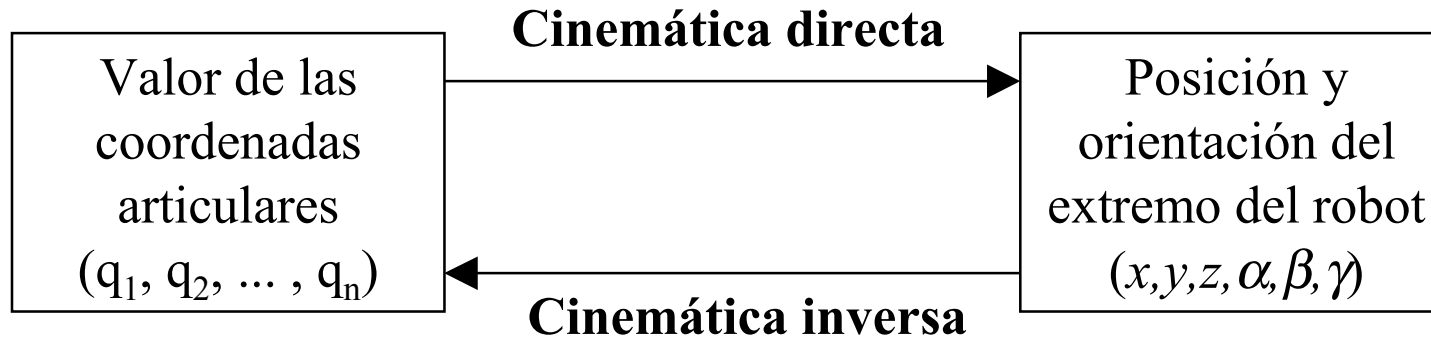 Cinemática directa
Valor de las
coordenadas
articulares
(q₁, q₂, ... , qₙ)
Posición y
orientación del
extremo del robot
(x,y,z,α,β,γ)
Cinemática inversa